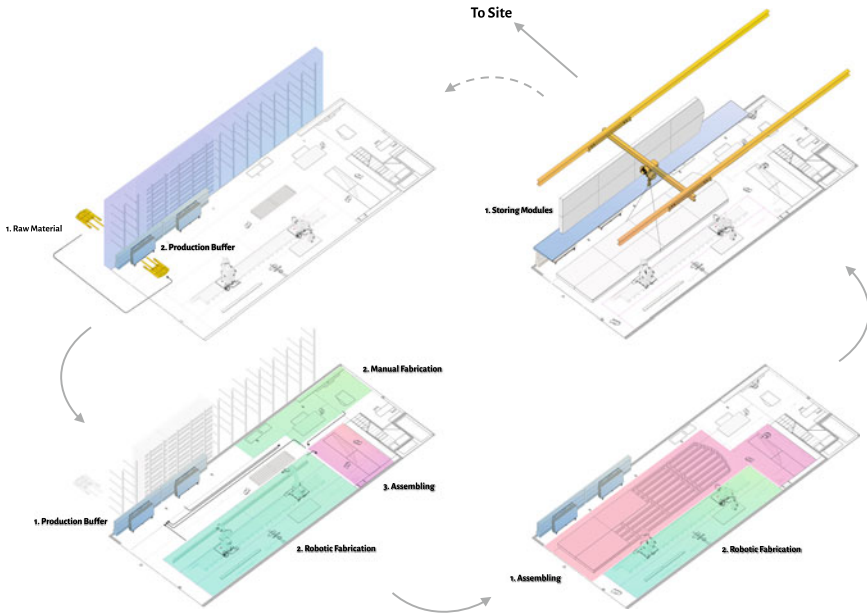 To Site
1. Raw Material
2. Production Buffer
1. Storing Modules
2. Manual Fabrication
3. Assembling
1. Production Buffer
2. Robotic Fabrication
2. Robotic Fabrication
1. Assembling